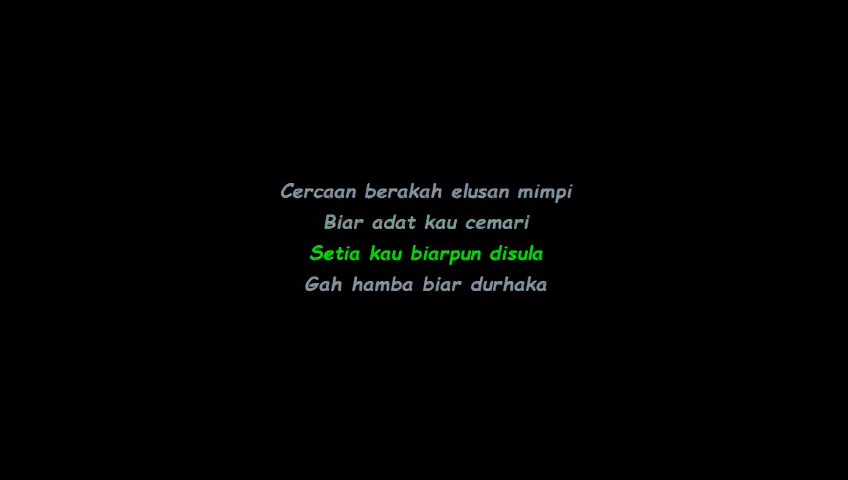 Cercaan berakah elusan mimpi
Biar adat kau cemari
Setia kau biarpun disula
Gah hamba biar durhaka